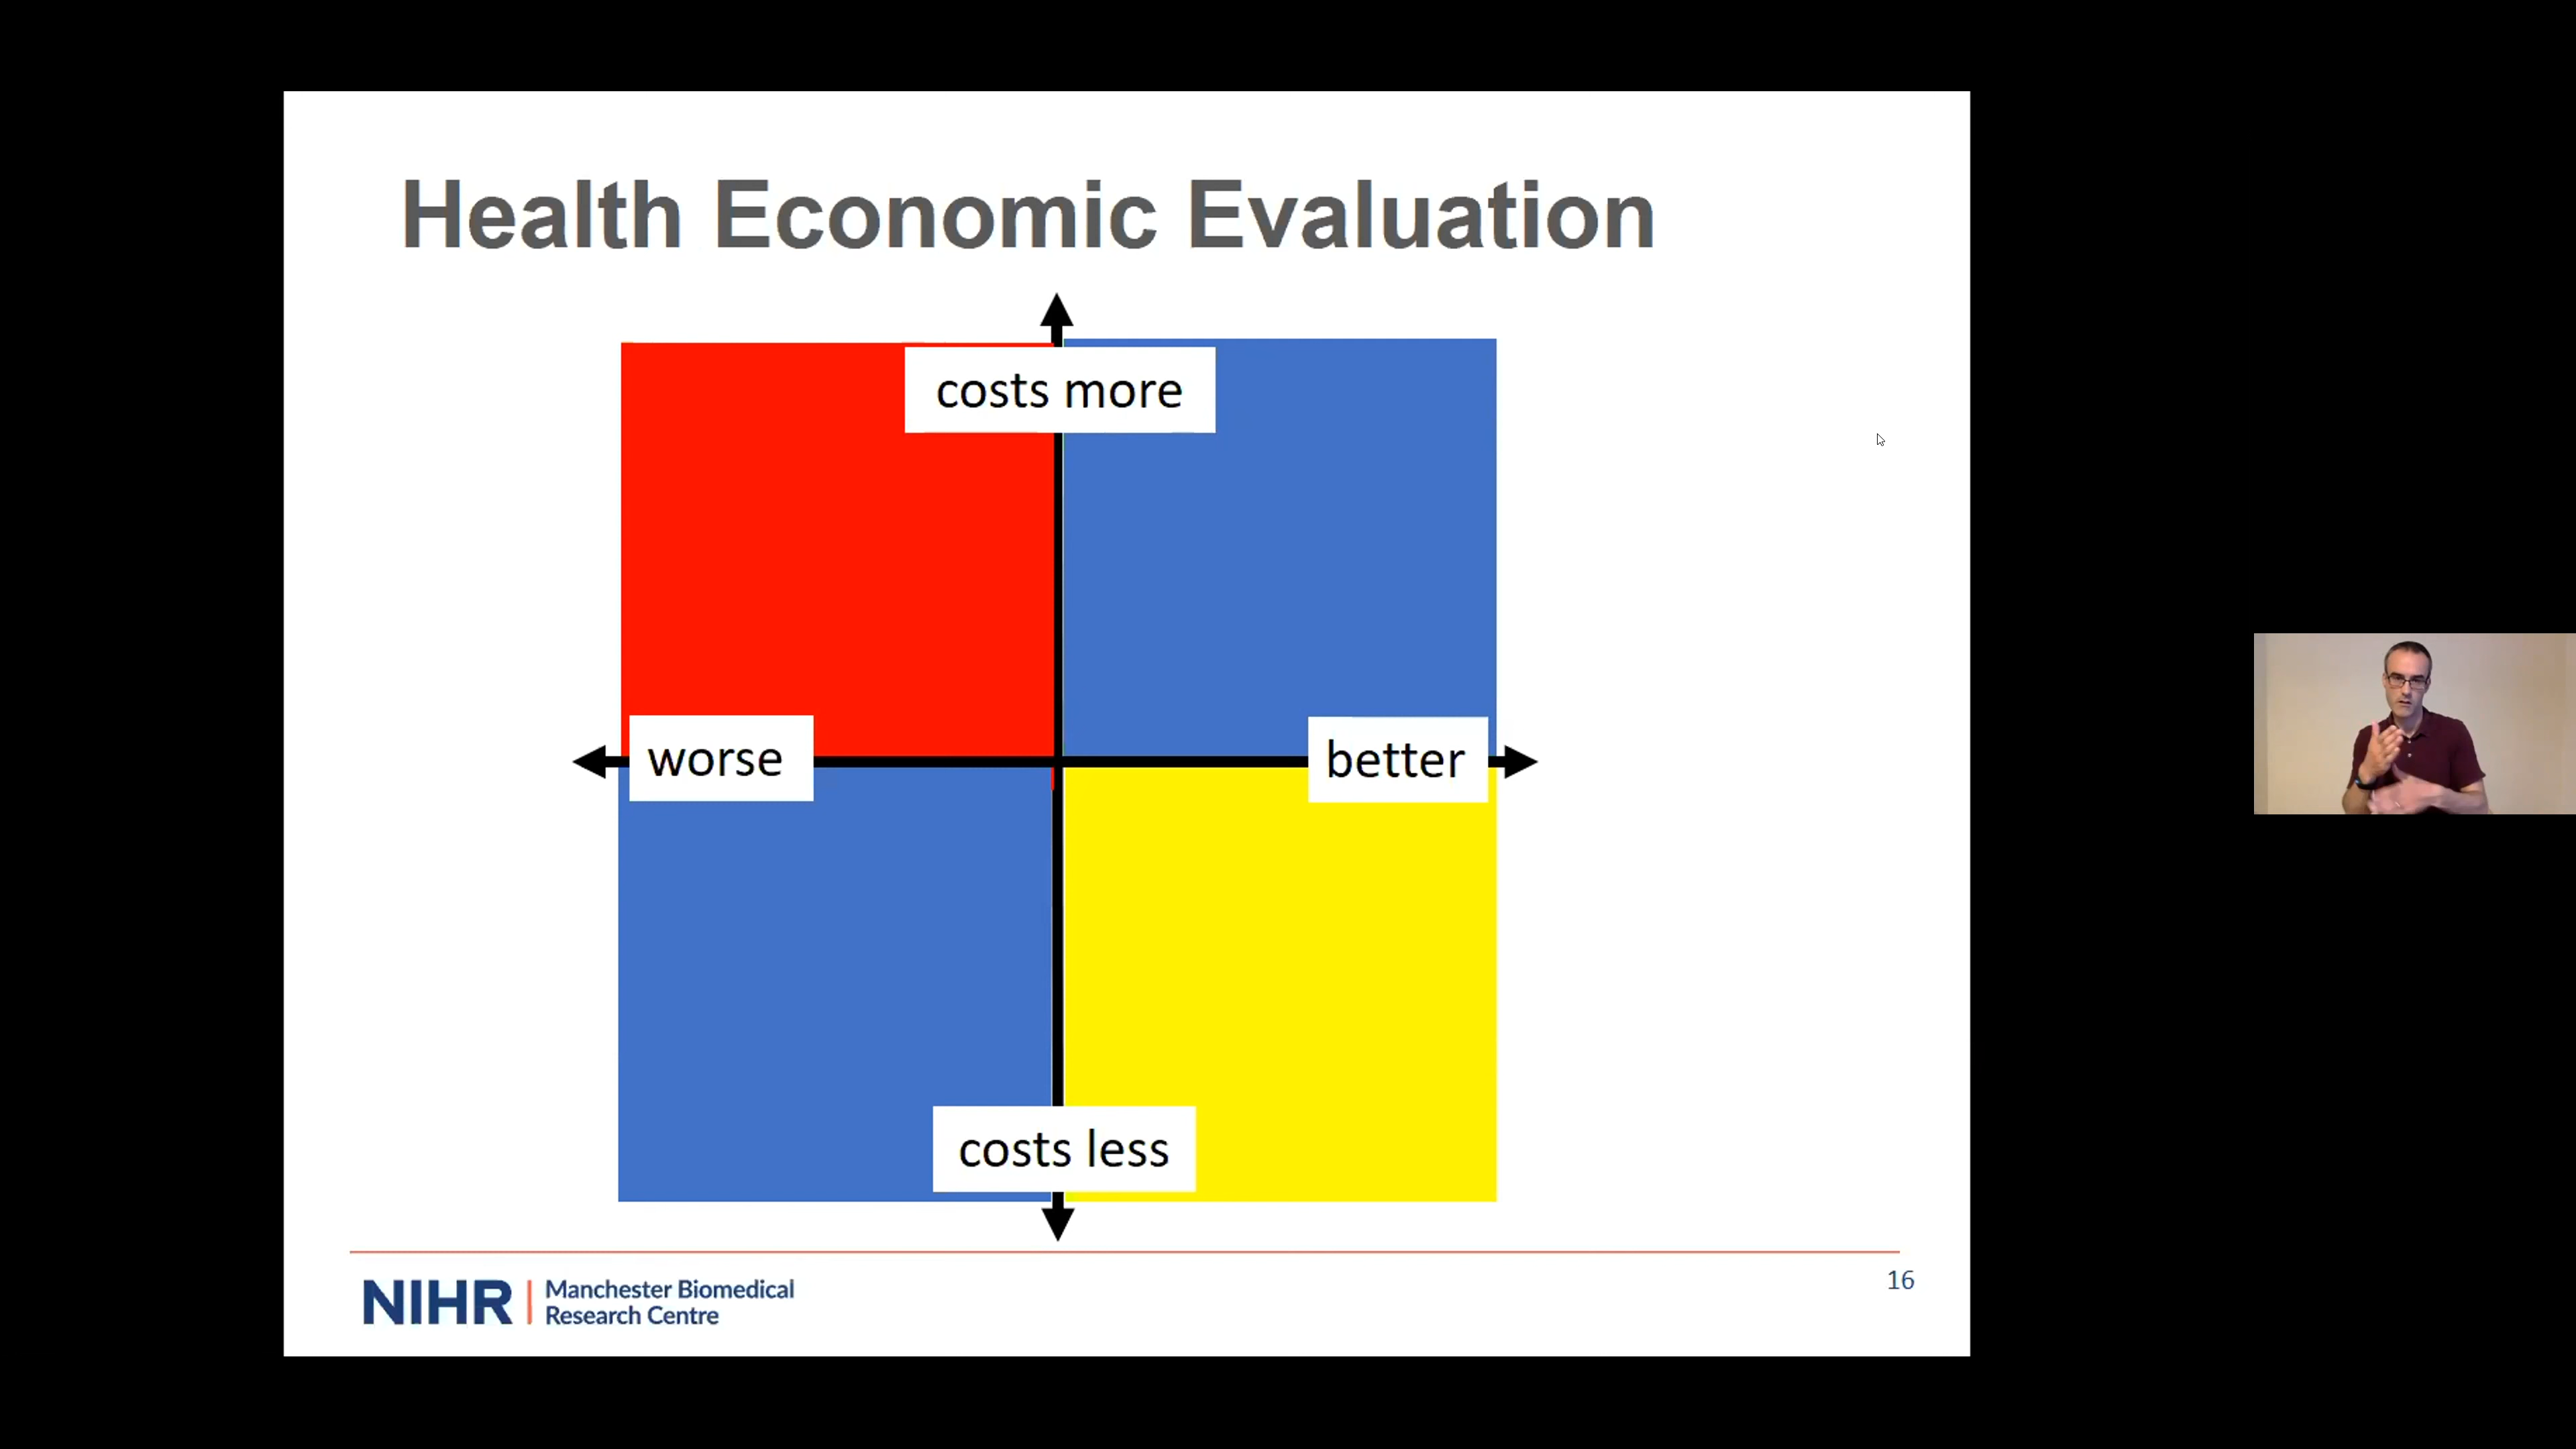 Health Economic Evaluation
costs more
worse
better
costs less
16
NIHR
Manchester Biomedical
Research Centre